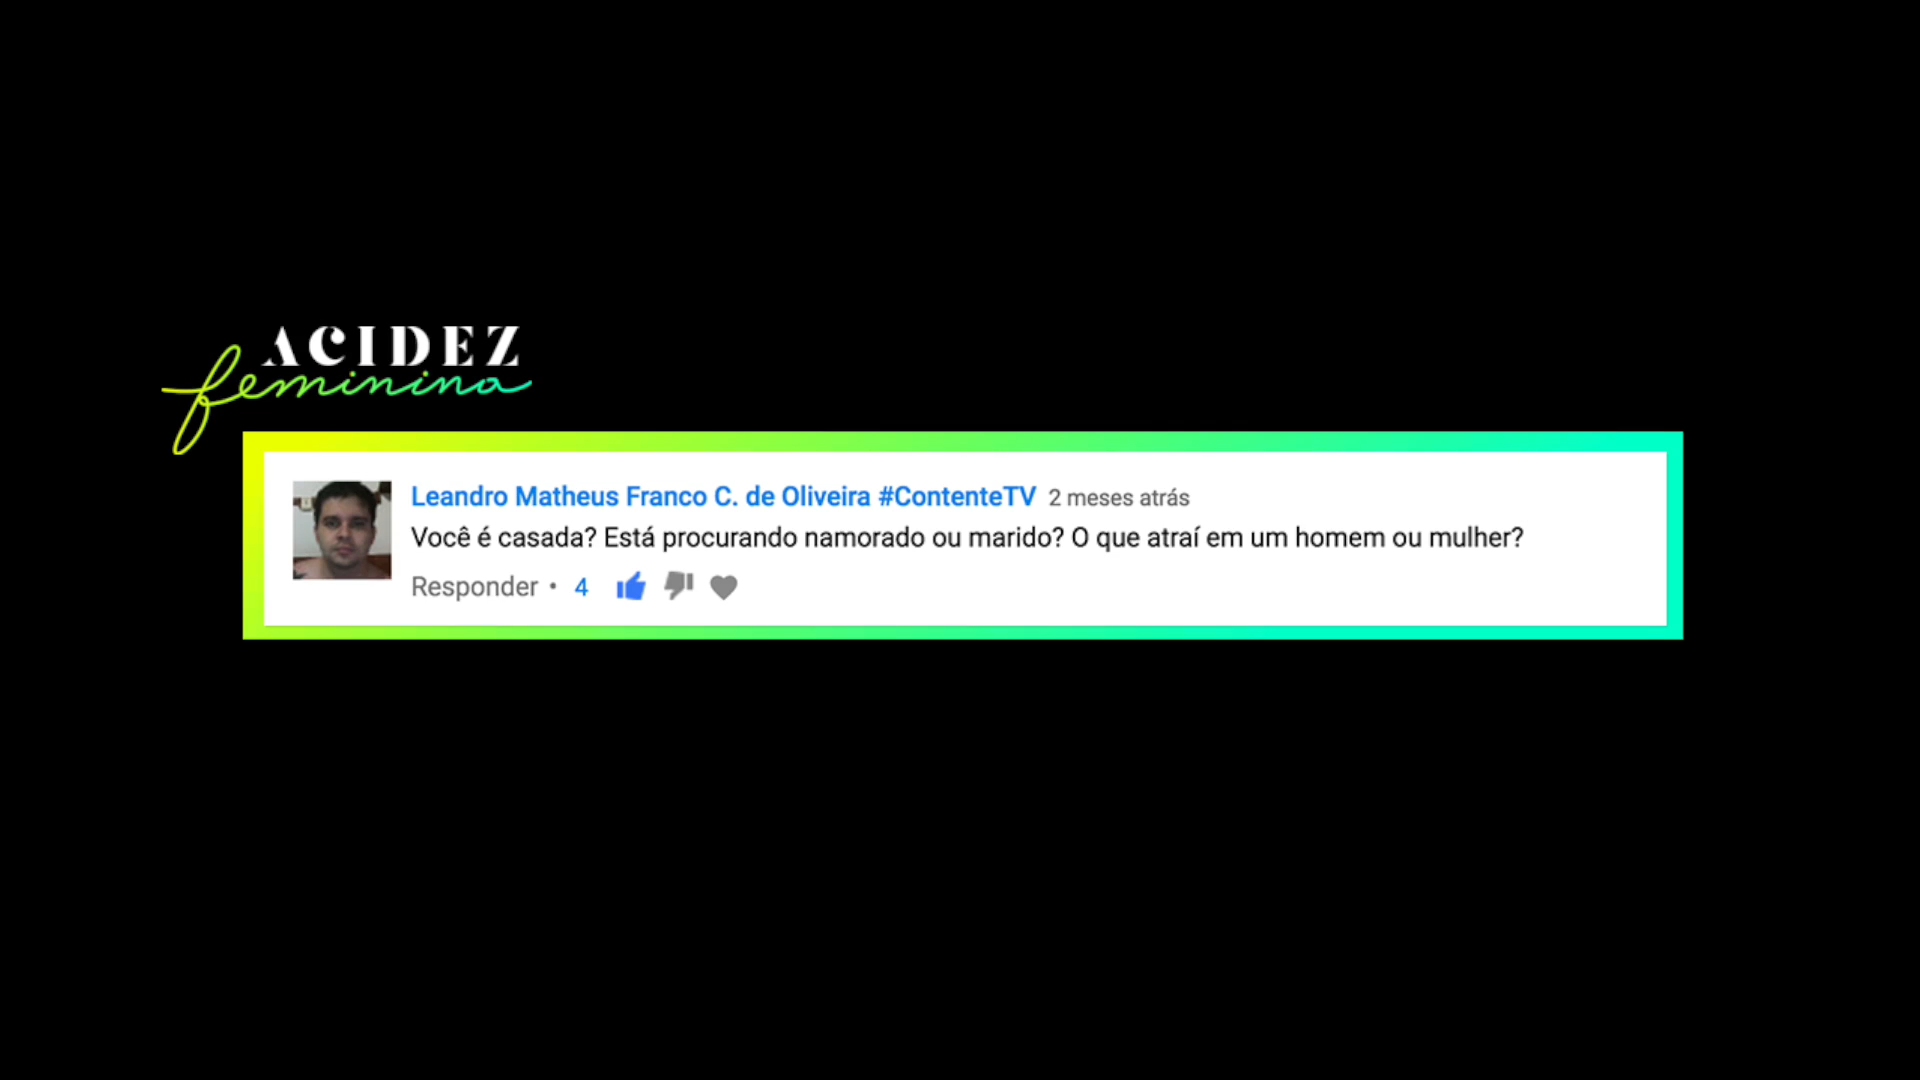 ACIDEZ
feminina
Leandro Matheus Franco C. de Oliveira #ContenteTV 2 meses atrás
Você é casada? Está procurando namorado ou marido? O que atraí em um homem ou mulher?
Responder • 4